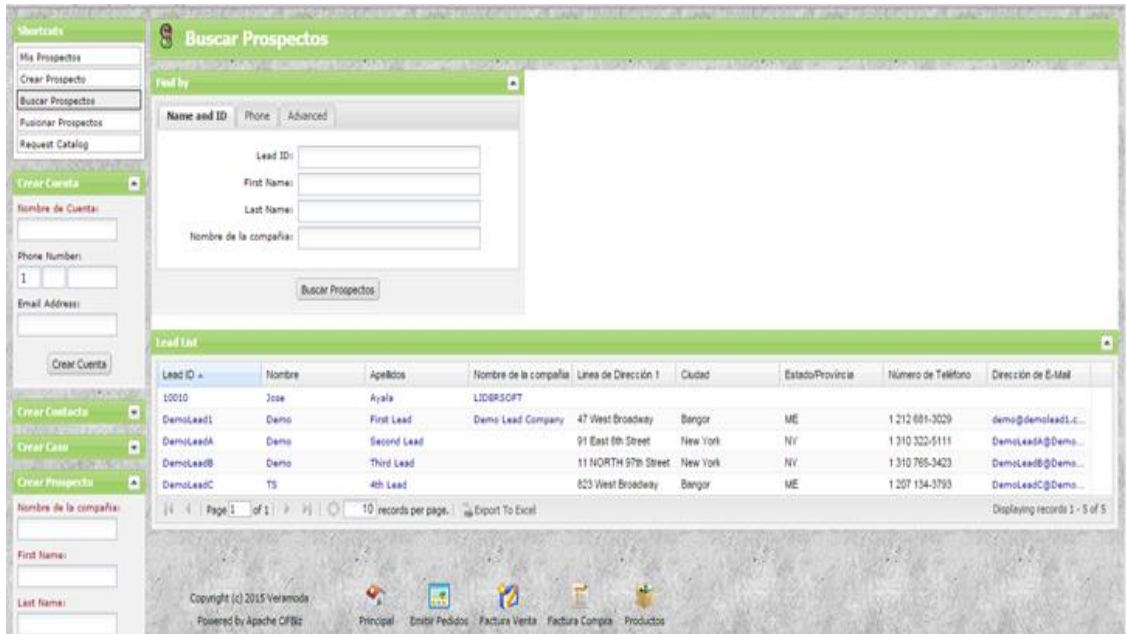 Shortcuts
Mis Prospectos
Crear Prospecto
Buscar Prospectos
Fusionar Prospectos
Request Catalog
Crear Cuenta
Nombre de Cuenta:
Phone Number:
1
Email Address:
Crear Cuenta
Crear Contacto
Crear Caso
Crear Prospecto
Nombre de la compañia:
First Name:
Last Name:
Buscar Prospectos
Find by
Name and ID Phone Advanced
Lead ID:
First Name:
Last Name:
Nombre de la compañia:
Buscar Prospectos
Lead List
Lead ID Nombre Apellidos Nombre de la compañia Linea de Dirección 1 Ciudad Estado/Provincia Número de Teléfono Dirección de E-Mail
10010 Jose Ayala LIDERSOFT
DemoLead1 Demo First Lead Demo Lead Company 47 West Broadway Bangor ME 1 212 681-3029 demo@demolead1.c...
DemoLeadA Demo Second Lead 91 East 8th Street New York NY 1 310 322-5111 DemoLeadA@Demo...
DemoLeadB Demo Third Lead 11 NORTH 97th Street New York NY 1 310 765-3423 DemoLeadB@Demo...
DemoLeadC TS 4th Lead 823 West Broadway Bangor ME 1 207 134-3793 DemoLeadC@Demo...
Page 1 of 1 10 records per page. Export To Excel Displaying records 1 - 5 of 5
Copyright (c) 2015 Veramoda
Powered by Apache OFBiz
Principal Emitir Pedidos Factura Venta Factura Compra Productos